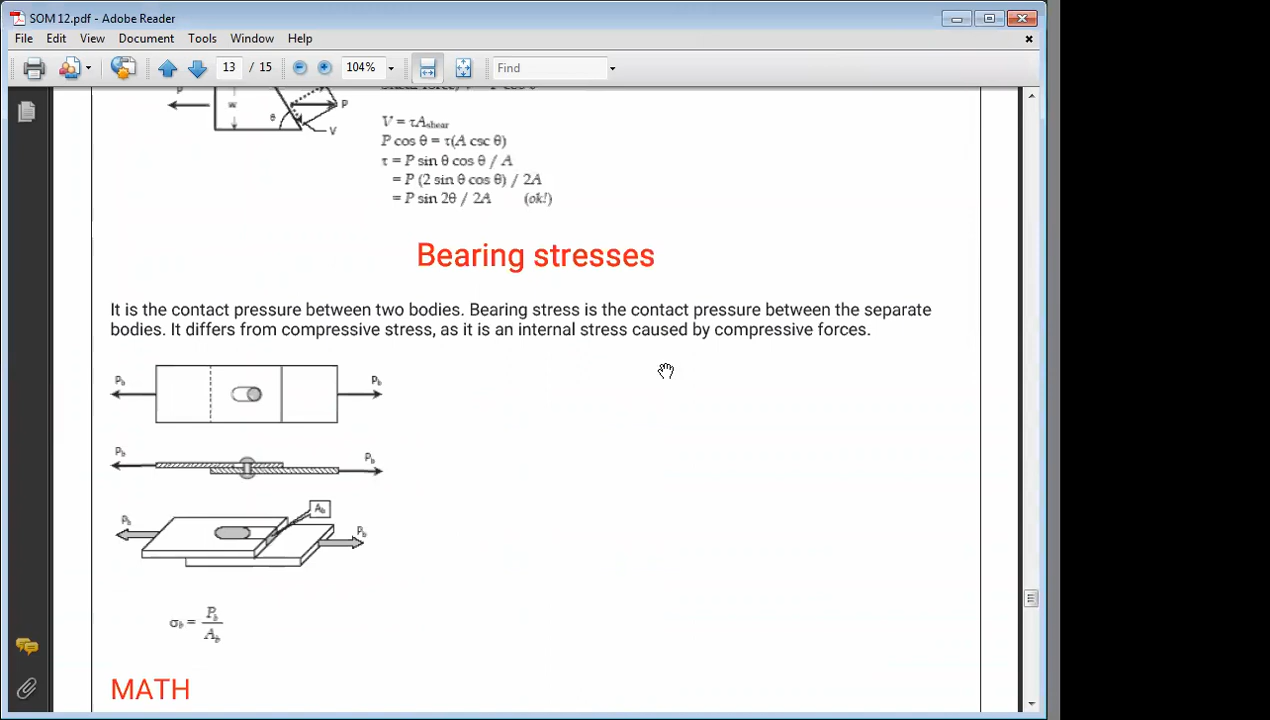 SOM 12.pdf - Adobe Reader
File Edit View Document Tools Window Help
13 / 15 104% Find
P w θ P V
V = τA_shear
P cos θ = τ(A csc θ)
τ = P sin θ cos θ / A
= P (2 sin θ cos θ) / 2A
= P sin 2θ / 2A (ok!)
Bearing stresses
It is the contact pressure between two bodies. Bearing stress is the contact pressure between the separate
bodies. It differs from compressive stress, as it is an internal stress caused by compressive forces.
P_b P_b
P_b P_b
A_b
P_b P_b
σ_b = P_b / A_b
MATH